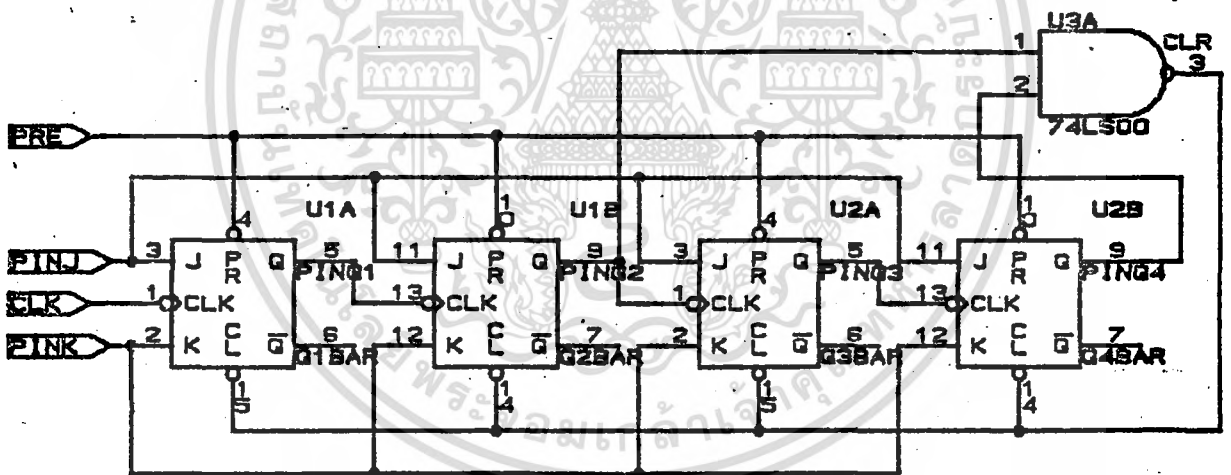 U3A
CLR
1
2
3
74LS00
PRE
U1A
U1B
U2A
U2B
4
10
4
10
PINJ
3
J
PR
Q
5
PINQ1
11
J
PR
Q
9
PINQ2
3
J
PR
Q
5
PINQ3
11
J
PR
Q
9
PINQ4
CLK
1
CLK
13
CLK
1
CLK
13
CLK
PINK
2
K
CL
Q
6
Q1BAR
12
K
CL
Q
7
Q2BAR
2
K
CL
Q
6
Q3BAR
12
K
CL
Q
7
Q4BAR
15
14
15
14